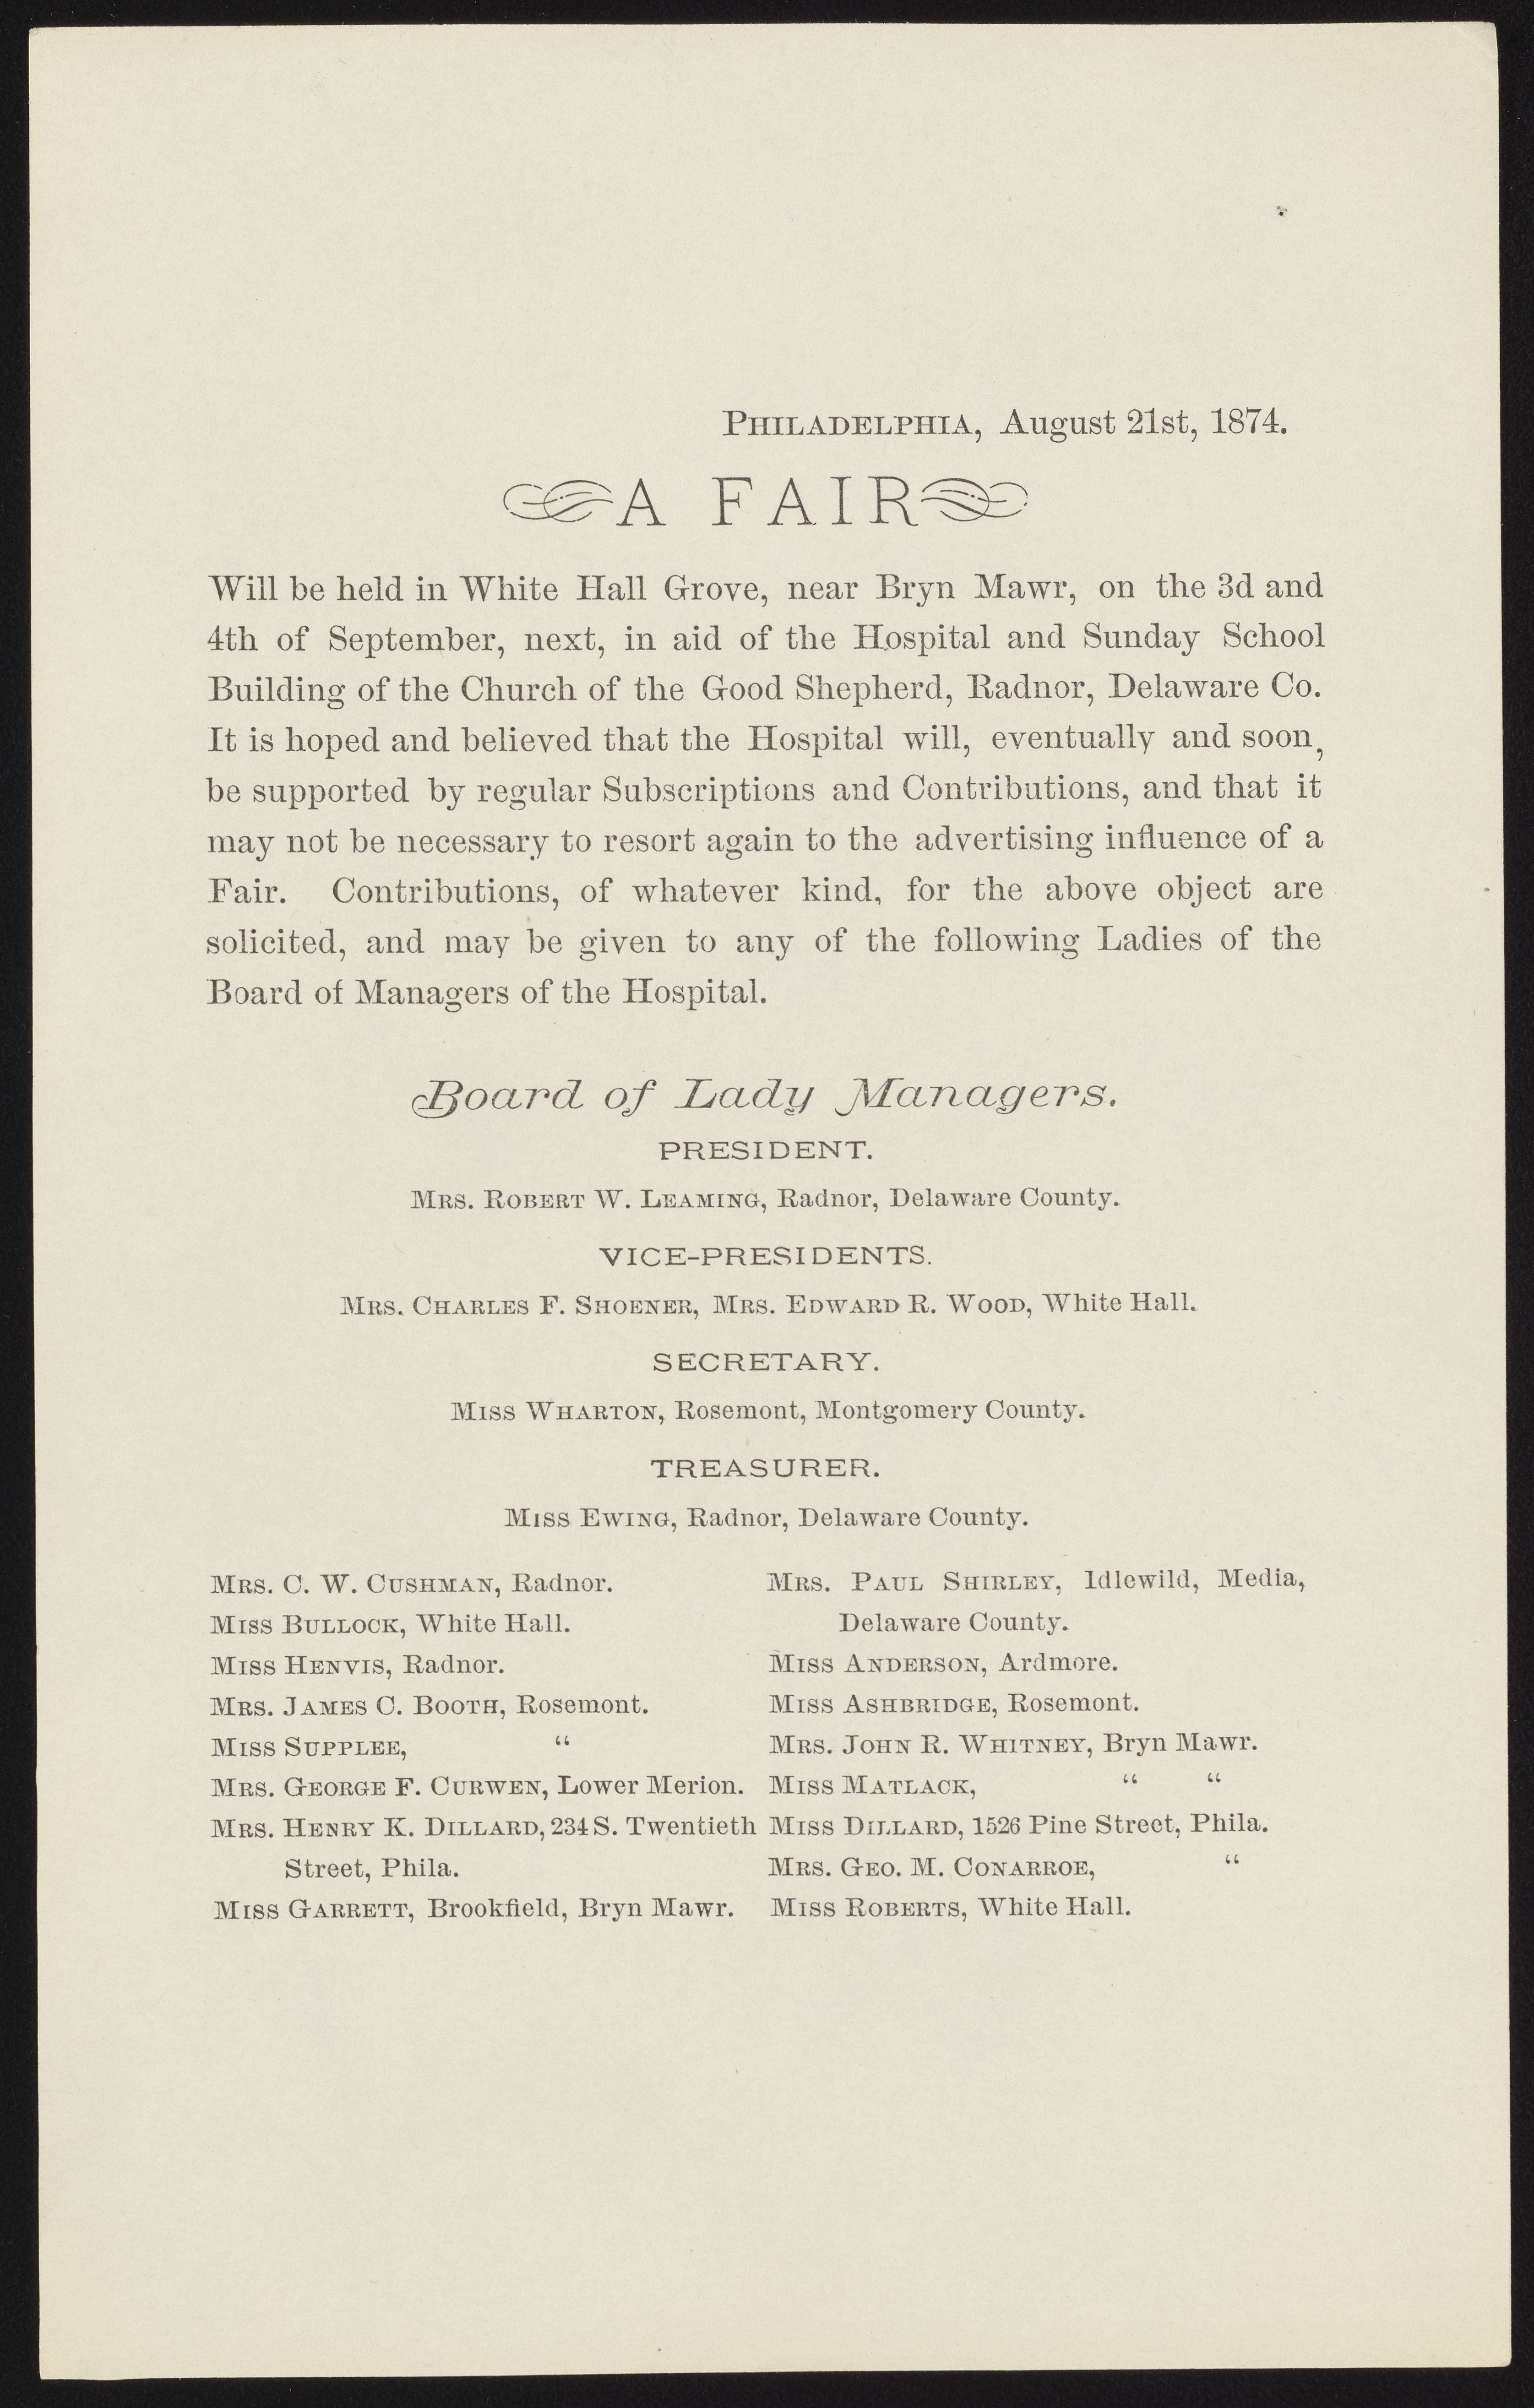 PHILADELPHIA, August 21st, 1874.
A FAIR
Will be held in White Hall Grove, near Bryn Mawr, on the 3d and
4th of September, next, in aid of the Hospital and Sunday School
Building of the Church of the Good Shepherd, Radnor, Delaware Co.
It is hoped and believed that the Hospital will, eventually and soon,
be supported by regular Subscriptions and Contributions, and that it
may not be necessary to resort again to the advertising influence of a
Fair. Contributions, of whatever kind, for the above object are
solicited, and may be given to any of the following Ladies of the
Board of Managers of the Hospital.
Board of Lady Managers.
PRESIDENT.
MRS. ROBERT W. LEAMING, Radnor, Delaware County.
VICE-PRESIDENTS.
MRS. CHARLES F. SHOENER, MRS. EDWARD R. WOOD, White Hall.
SECRETARY.
MISS WHARTON, Rosemont, Montgomery County.
TREASURER.
MISS EWING, Radnor, Delaware County.
MRS. C. W. CUSHMAN, Radnor.
MISS BULLOCK, White Hall.
MISS HENVIS, Radnor.
MRS. JAMES C. BOOTH, Rosemont.
MISS SUPPLEE, “
MRS. GEORGE F. CURWEN, Lower Merion.
MRS. HENRY K. DILLARD, 234 S. Twentieth
Street, Phila.
MISS GARRETT, Brookfield, Bryn Mawr.
MRS. PAUL SHIRLEY, Idlewild, Media,
Delaware County.
MISS ANDERSON, Ardmore.
MISS ASHBRIDGE, Rosemont.
MRS. JOHN R. WHITNEY, Bryn Mawr.
MISS MATLACK, “ “
MISS DILLARD, 1526 Pine Street, Phila.
MRS. GEO. M. CONARROE, “
MISS ROBERTS, White Hall.